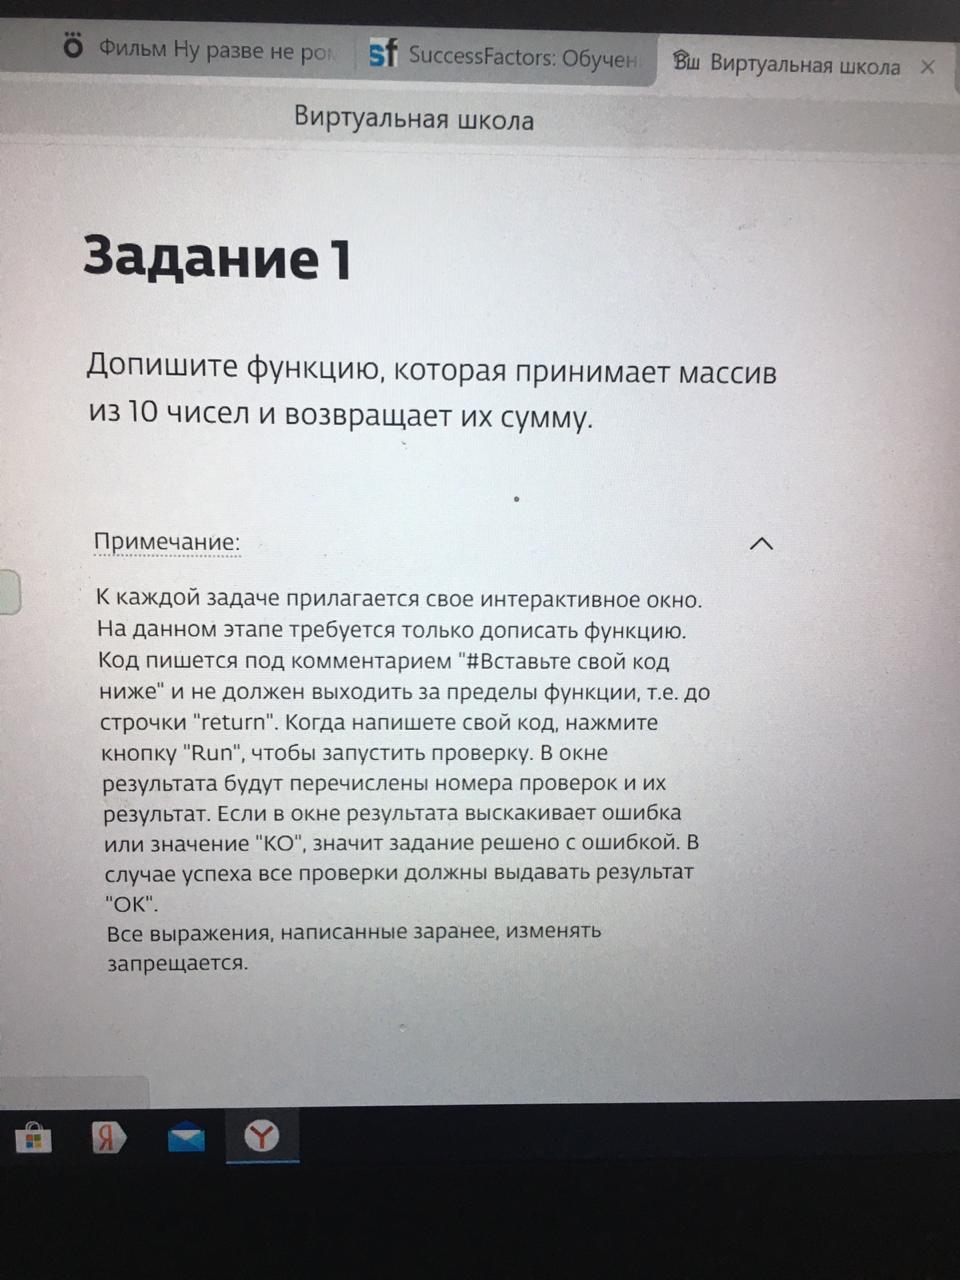 Фильм Ну разве не ром
sf SuccessFactors: Обучен
Вш Виртуальная школа
Виртуальная школа
Задание 1
Допишите функцию, которая принимает массив
из 10 чисел и возвращает их сумму.
Примечание:
К каждой задаче прилагается свое интерактивное окно.
На данном этапе требуется только дописать функцию.
Код пишется под комментарием "#Вставьте свой код
ниже" и не должен выходить за пределы функции, т.е. до
строчки "return". Когда напишете свой код, нажмите
кнопку "Run", чтобы запустить проверку. В окне
результата будут перечислены номера проверок и их
результат. Если в окне результата выскакивает ошибка
или значение "КО", значит задание решено с ошибкой. В
случае успеха все проверки должны выдавать результат
"ОК".
Все выражения, написанные заранее, изменять
запрещается.
Я
Y